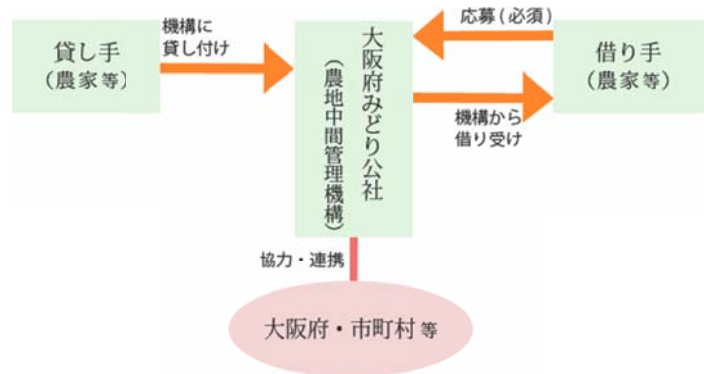 貸し手
（農家等）
機構に
貸し付け
大阪府みどり公社
（農地中間管理機構）
応募（必須）
機構から
借り受け
借り手
（農家等）
協力・連携
大阪府・市町村等